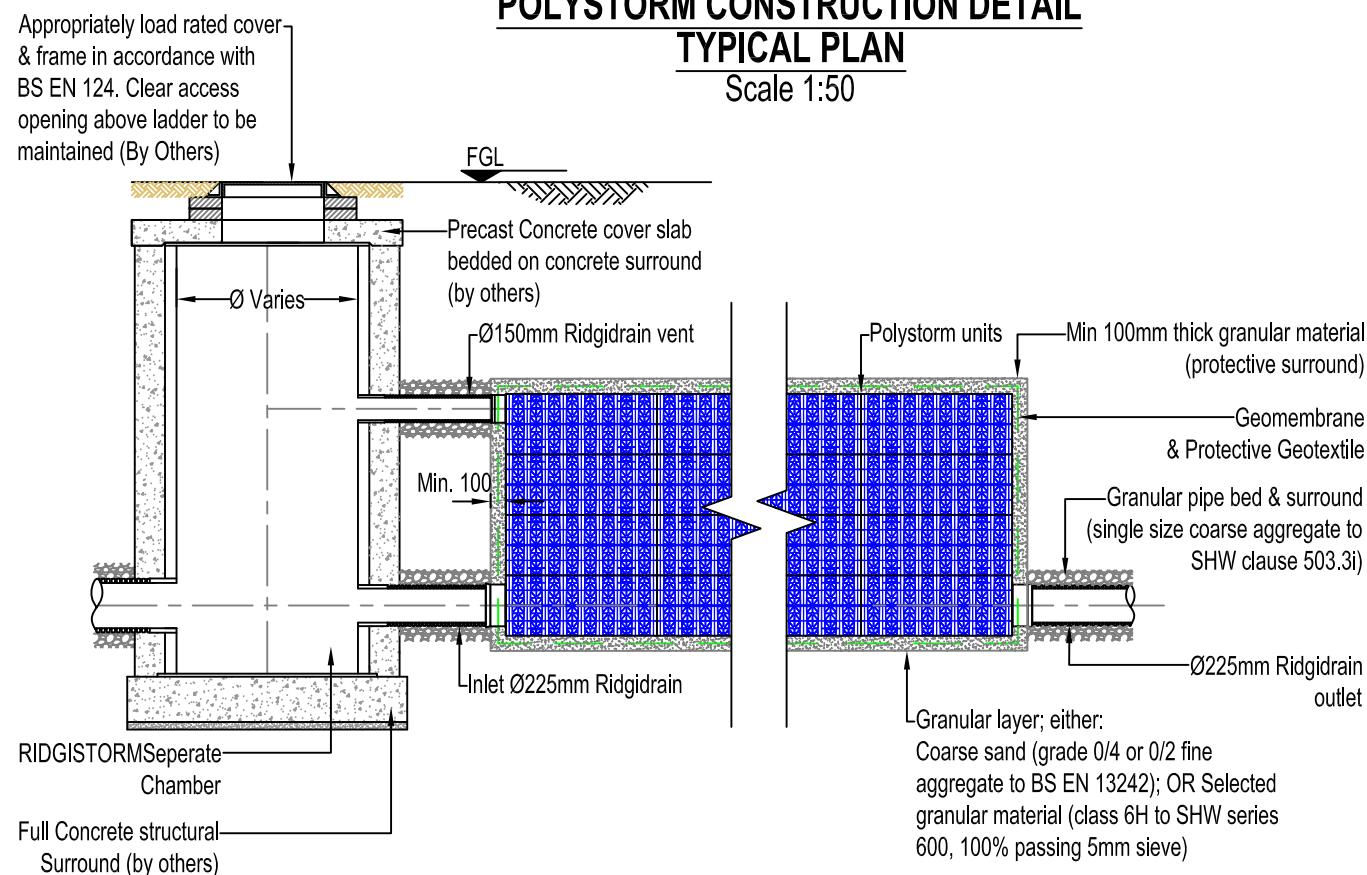 POLYSTORM CONSTRUCTION DETAIL
TYPICAL PLAN
Scale 1:50
Appropriately load rated cover
& frame in accordance with
BS EN 124. Clear access
opening above ladder to be
maintained (By Others)
FGL
Precast Concrete cover slab
bedded on concrete surround
(by others)
Ø Varies
Ø150mm Ridgidrain vent
Polystorm units
Min 100mm thick granular material
(protective surround)
Geomembrane
& Protective Geotextile
Min. 100
Granular pipe bed & surround
(single size coarse aggregate to
SHW clause 503.3i)
Inlet Ø225mm Ridgidrain
Ø225mm Ridgidrain
outlet
Granular layer; either:
Coarse sand (grade 0/4 or 0/2 fine
aggregate to BS EN 13242); OR Selected
granular material (class 6H to SHW series
600, 100% passing 5mm sieve)
RIDGISTORMSeperate
Chamber
Full Concrete structural
Surround (by others)